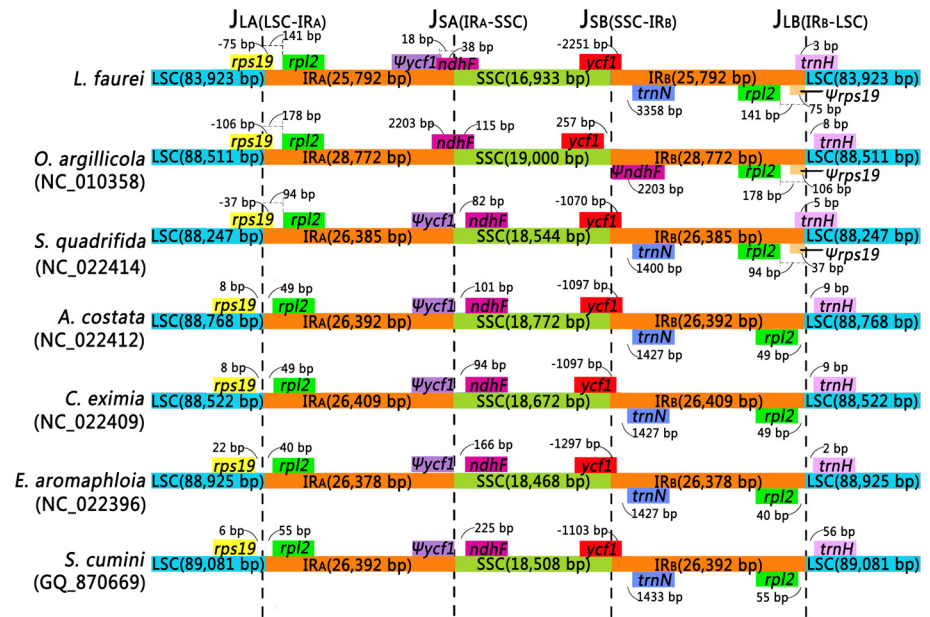 JLA(LSC-IRA) JSA(IRA-SSC) JSB(SSC-IRB) JLB(IRB-LSC)
-75 bp 141 bp 18 bp 38 bp -2251 bp 3 bp
rps19 rpl2 Ψycf1 ndhF ycf1 trnH
L. faurei LSC(83,923 bp) IRA(25,792 bp) SSC(16,933 bp) IRB(25,792 bp) LSC(83,923 bp)
trnN rpl2 Ψrps19
3358 bp 141 bp 75 bp
-106 bp 178 bp 2203 bp 115 bp 257 bp 8 bp
rps19 rpl2 ndhF ycf1 trnH
O. argillicola LSC(88,511 bp) IRA(28,772 bp) SSC(19,000 bp) IRB(28,772 bp) LSC(88,511 bp)
(NC_010358) ΨndhF rpl2 Ψrps19
2203 bp 178 bp 106 bp
-37 bp 94 bp 82 bp -1070 bp 5 bp
rps19 rpl2 Ψycf1 ndhF ycf1 trnH
S. quadrifida LSC(88,247 bp) IRA(26,385 bp) SSC(18,544 bp) IRB(26,385 bp) LSC(88,247 bp)
(NC_022414) trnN rpl2 Ψrps19
1400 bp 94 bp 37 bp
8 bp 49 bp 101 bp -1097 bp 9 bp
rps19 rpl2 Ψycf1 ndhF ycf1 trnH
A. costata LSC(88,768 bp) IRA(26,392 bp) SSC(18,772 bp) IRB(26,392 bp) LSC(88,768 bp)
(NC_022412) trnN rpl2
1427 bp 49 bp
8 bp 49 bp 94 bp -1097 bp 9 bp
rps19 rpl2 Ψycf1 ndhF ycf1 trnH
C. eximia LSC(88,522 bp) IRA(26,409 bp) SSC(18,672 bp) IRB(26,409 bp) LSC(88,522 bp)
(NC_022409) trnN rpl2
1427 bp 49 bp
22 bp 40 bp 166 bp -1297 bp 2 bp
rps19 rpl2 Ψycf1 ndhF ycf1 trnH
E. aromaphloia LSC(88,925 bp) IRA(26,378 bp) SSC(18,468 bp) IRB(26,378 bp) LSC(88,925 bp)
(NC_022396) trnN rpl2
1427 bp 40 bp
6 bp 55 bp 225 bp -1103 bp 56 bp
rps19 rpl2 Ψycf1 ndhF ycf1 trnH
S. cumini LSC(89,081 bp) IRA(26,392 bp) SSC(18,508 bp) IRB(26,392 bp) LSC(89,081 bp)
(GQ_870669) trnN rpl2
1433 bp 55 bp